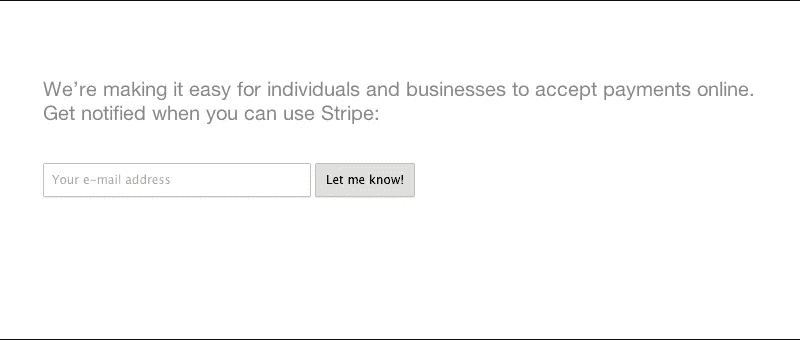 We’re making it easy for individuals and businesses to accept payments online.
Get notified when you can use Stripe:
Your e-mail address
Let me know!